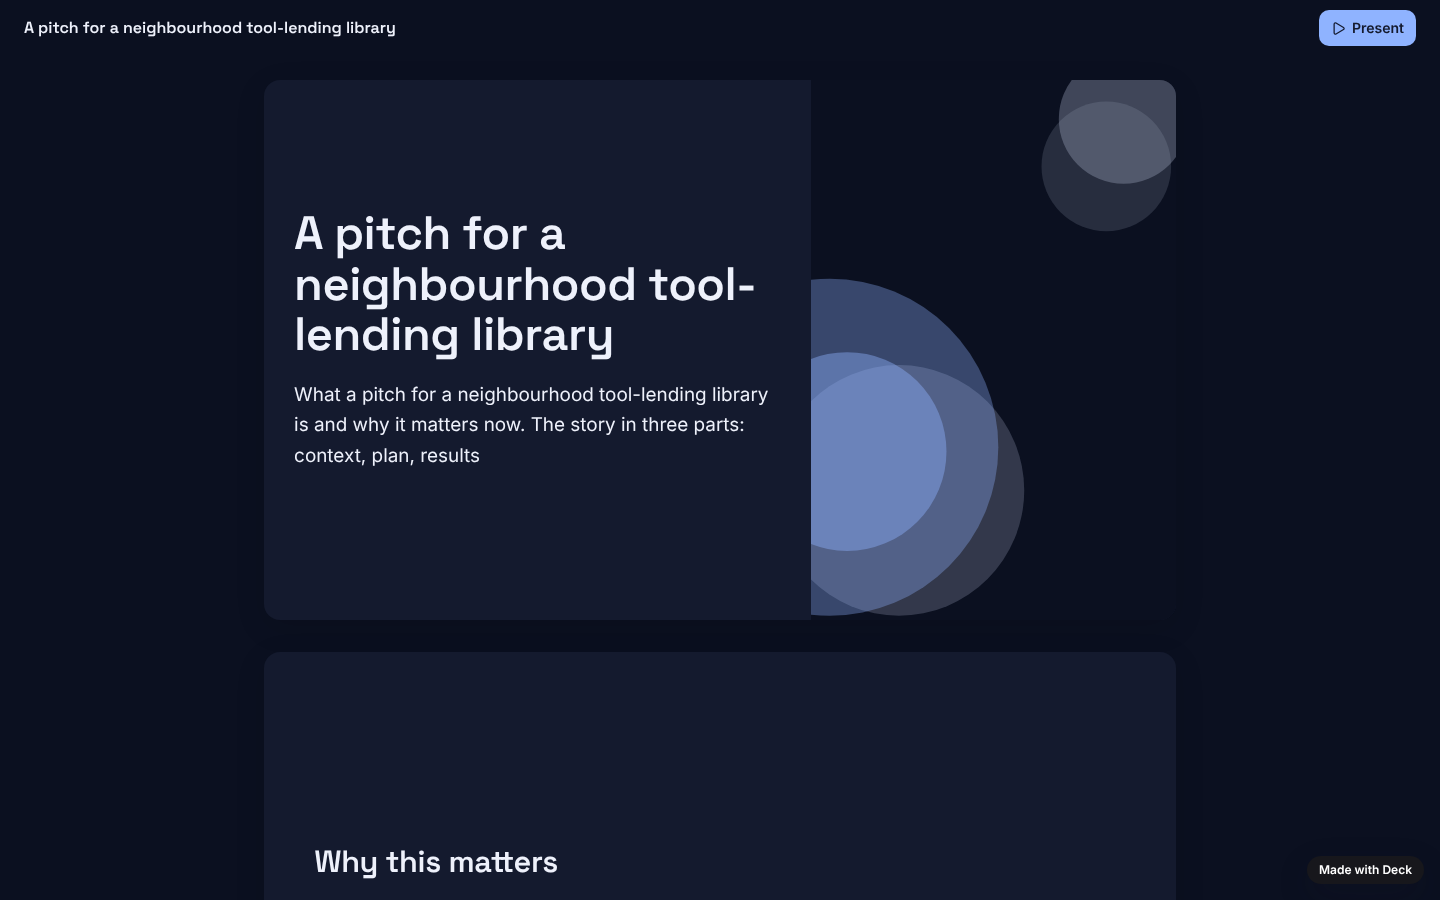 A pitch for a neighbourhood tool-lending library
Present
A pitch for a
neighbourhood tool-
lending library
What a pitch for a neighbourhood tool-lending library
is and why it matters now. The story in three parts:
context, plan, results
Why this matters
Made with Deck